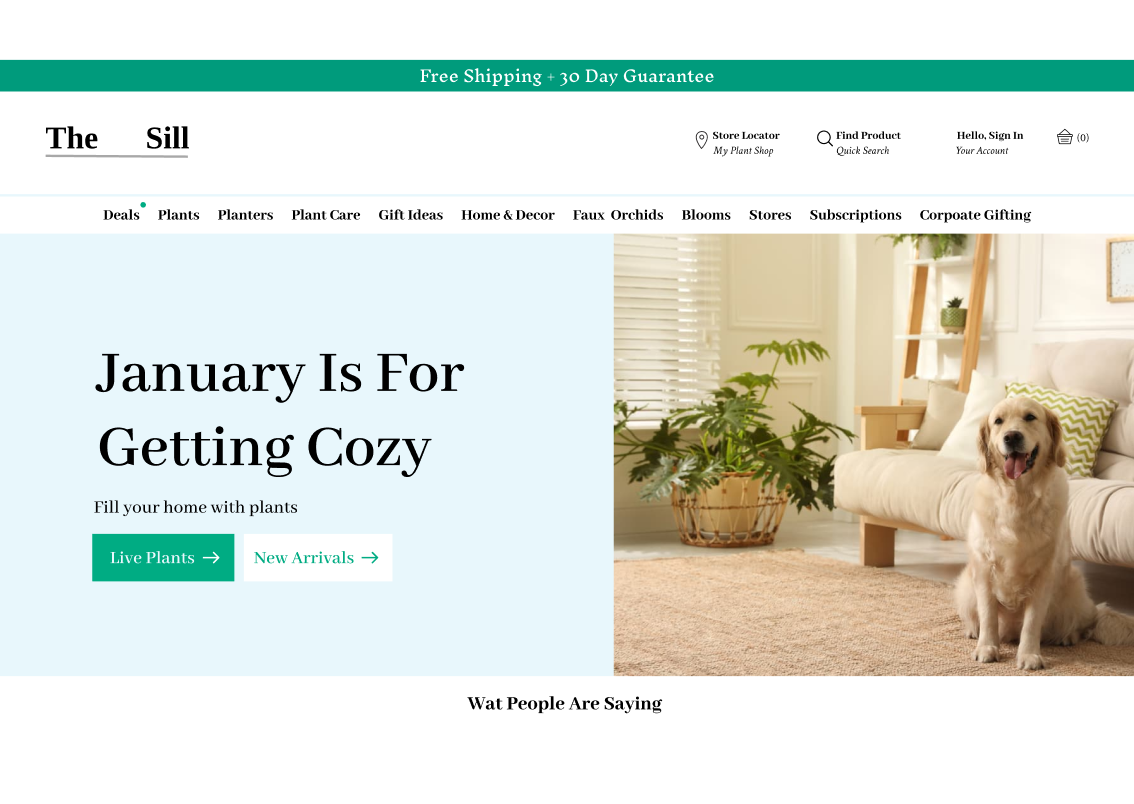 Free Shipping + 30 Day Guarantee
The Sill
Store Locator
My Plant Shop
Find Product
Quick Search
Hello, Sign In
Your Account
(0)
Deals Plants Planters Plant Care Gift Ideas Home & Decor Faux Orchids Blooms Stores Subscriptions Corpoate Gifting
January Is For
Getting Cozy
Fill your home with plants
Live Plants →
New Arrivals →
Wat People Are Saying